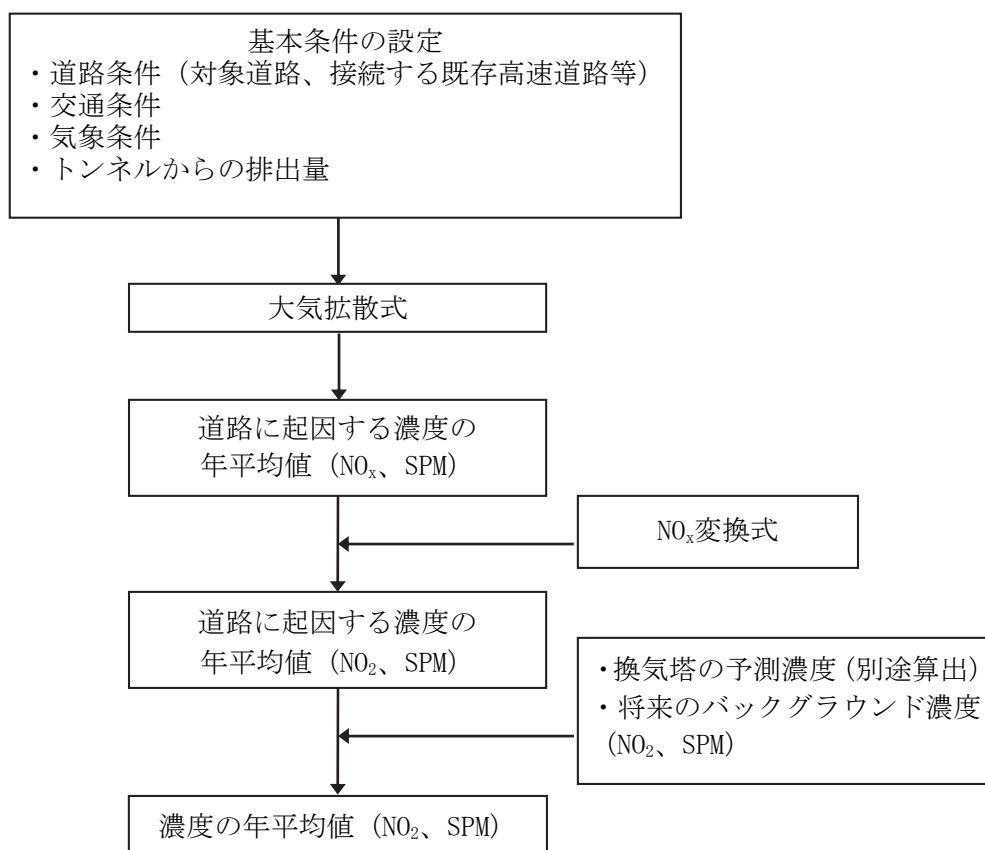 基本条件の設定
・道路条件（対象道路、接続する既存高速道路等）
・交通条件
・気象条件
・トンネルからの排出量
大気拡散式
道路に起因する濃度の
年平均値（NOx、SPM）
NOx変換式
道路に起因する濃度の
年平均値（NO2、SPM）
・換気塔の予測濃度（別途算出）
・将来のバックグラウンド濃度
（NO2、SPM）
濃度の年平均値（NO2、SPM）